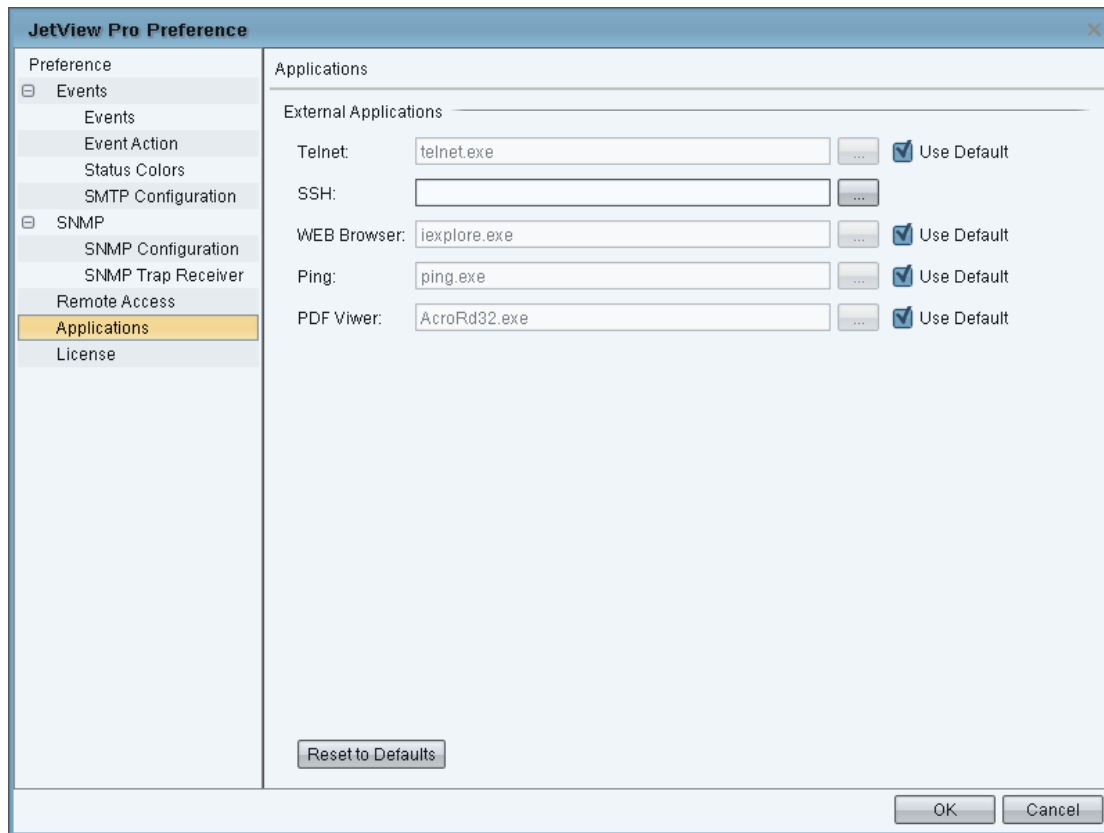 JetView Pro Preference
Preference
Events
Events
Event Action
Status Colors
SMTP Configuration
SNMP
SNMP Configuration
SNMP Trap Receiver
Remote Access
Applications
License
Applications
External Applications
Telnet: telnet.exe ... Use Default
SSH: ...
WEB Browser: iexplore.exe ... Use Default
Ping: ping.exe ... Use Default
PDF Viwer: AcroRd32.exe ... Use Default
Reset to Defaults
OK Cancel